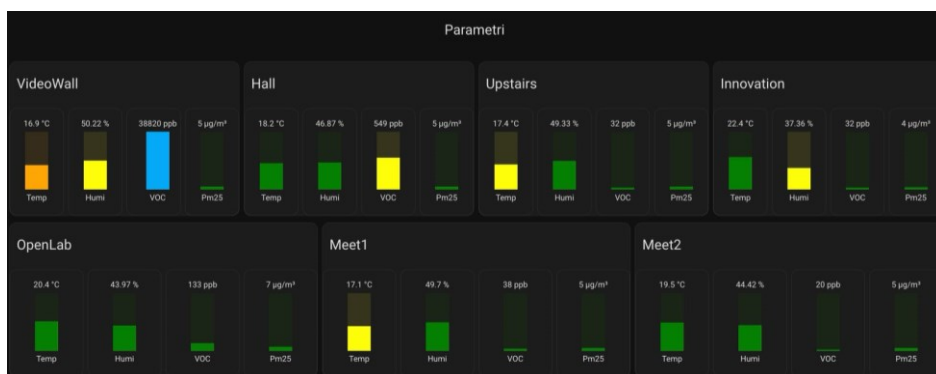 Parametri
VideoWall
16.9 °C 50.22 % 38820 ppb 5 µg/m³
Temp Humi VOC Pm25
Hall
18.2 °C 46.87 % 549 ppb 5 µg/m³
Temp Humi VOC Pm25
Upstairs
17.4 °C 49.33 % 32 ppb 5 µg/m³
Temp Humi VOC Pm25
Innovation
22.4 °C 37.36 % 32 ppb 4 µg/m³
Temp Humi VOC Pm25
OpenLab
20.4 °C 43.97 % 133 ppb 7 µg/m³
Temp Humi VOC Pm25
Meet1
17.1 °C 49.7 % 38 ppb 5 µg/m³
Temp Humi VOC Pm25
Meet2
19.5 °C 44.42 % 20 ppb 5 µg/m³
Temp Humi VOC Pm25